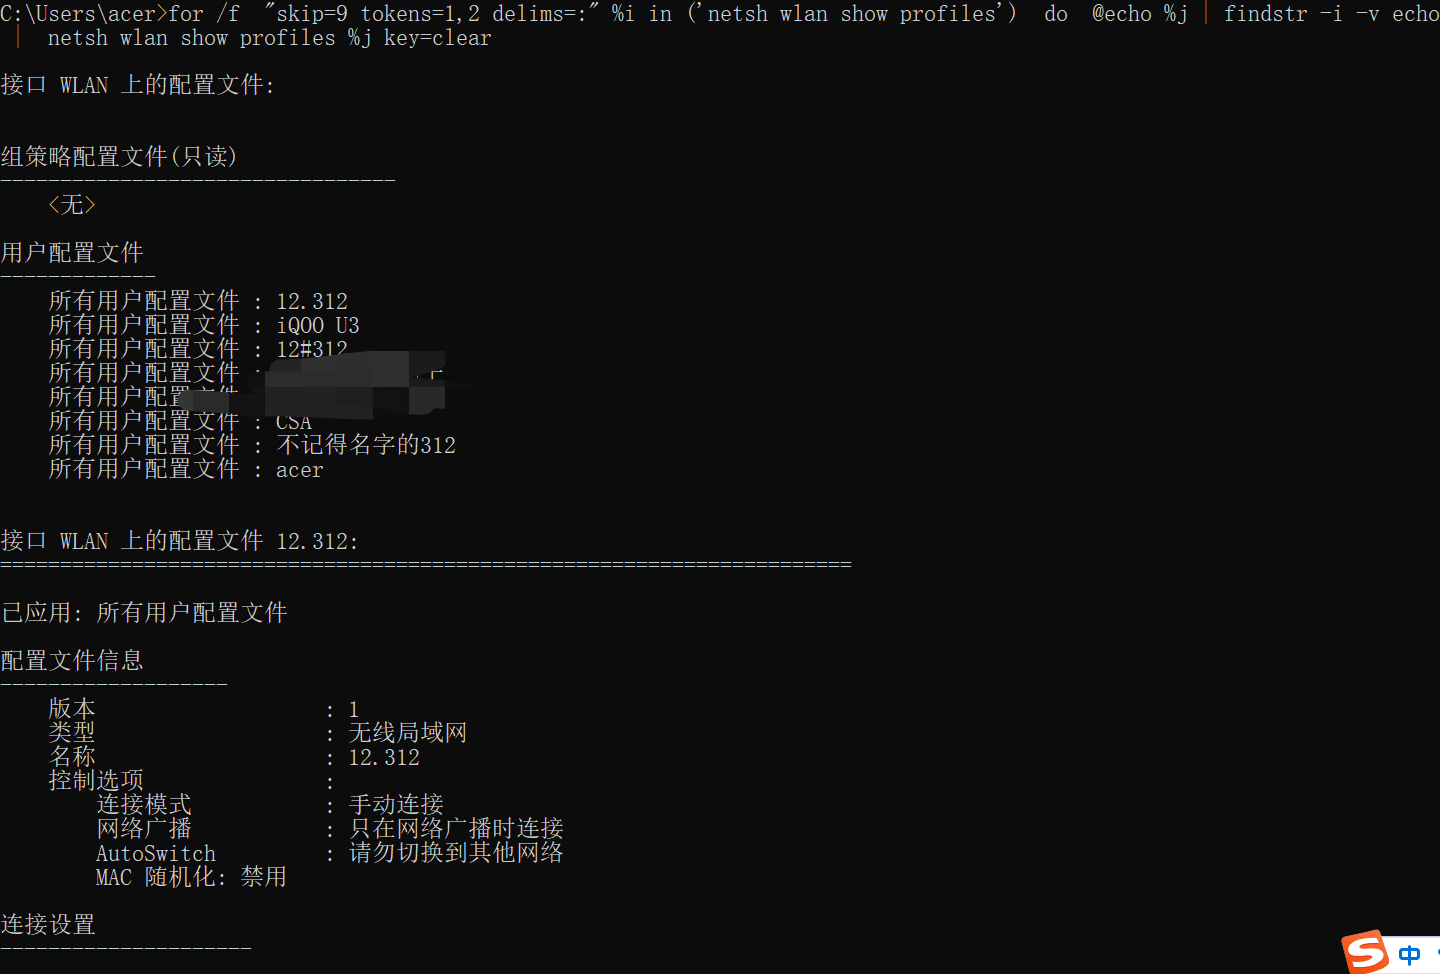 C:\Users\acer>for /f  "skip=9 tokens=1,2 delims=:" %i in ('netsh wlan show profiles')  do  @echo %j | findstr -i -v echo
|  netsh wlan show profiles %j key=clear
接口 WLAN 上的配置文件:
组策略配置文件(只读)
---------------------------------
    <无>
用户配置文件
-------------
    所有用户配置文件 : 12.312
    所有用户配置文件 : iQOO U3
    所有用户配置文件 : 12#312
    所有用户配置文件 :
    所有用户配置文件
    所有用户配置文件 : CSA
    所有用户配置文件 : 不记得名字的312
    所有用户配置文件 : acer
接口 WLAN 上的配置文件 12.312:
=======================================================================
已应用: 所有用户配置文件
配置文件信息
-------------------
    版本                   : 1
    类型                   : 无线局域网
    名称                   : 12.312
    控制选项               :
        连接模式           : 手动连接
        网络广播           : 只在网络广播时连接
        AutoSwitch         : 请勿切换到其他网络
        MAC 随机化: 禁用
连接设置
---------------------
S 中